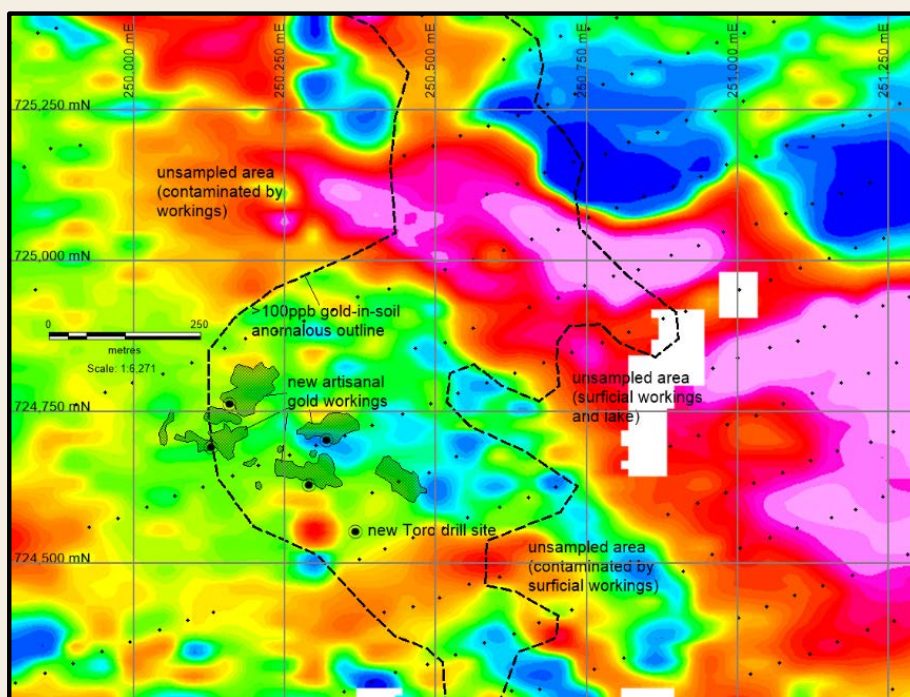 250,000 mE
250,250 mE
250,500 mE
250,750 mE
251,000 mE
251,250 mE
725,250 mN
unsampled area
(contaminated by
workings)
725,000 mN
>100ppb gold-in-soil
anomalous outline
0
250
metres
Scale: 1:6,271
new artisanal
gold workings
unsampled area
(surficial workings
and lake)
724,750 mN
new Toro drill site
unsampled area
(contaminated by
surficial workings)
724,500 mN